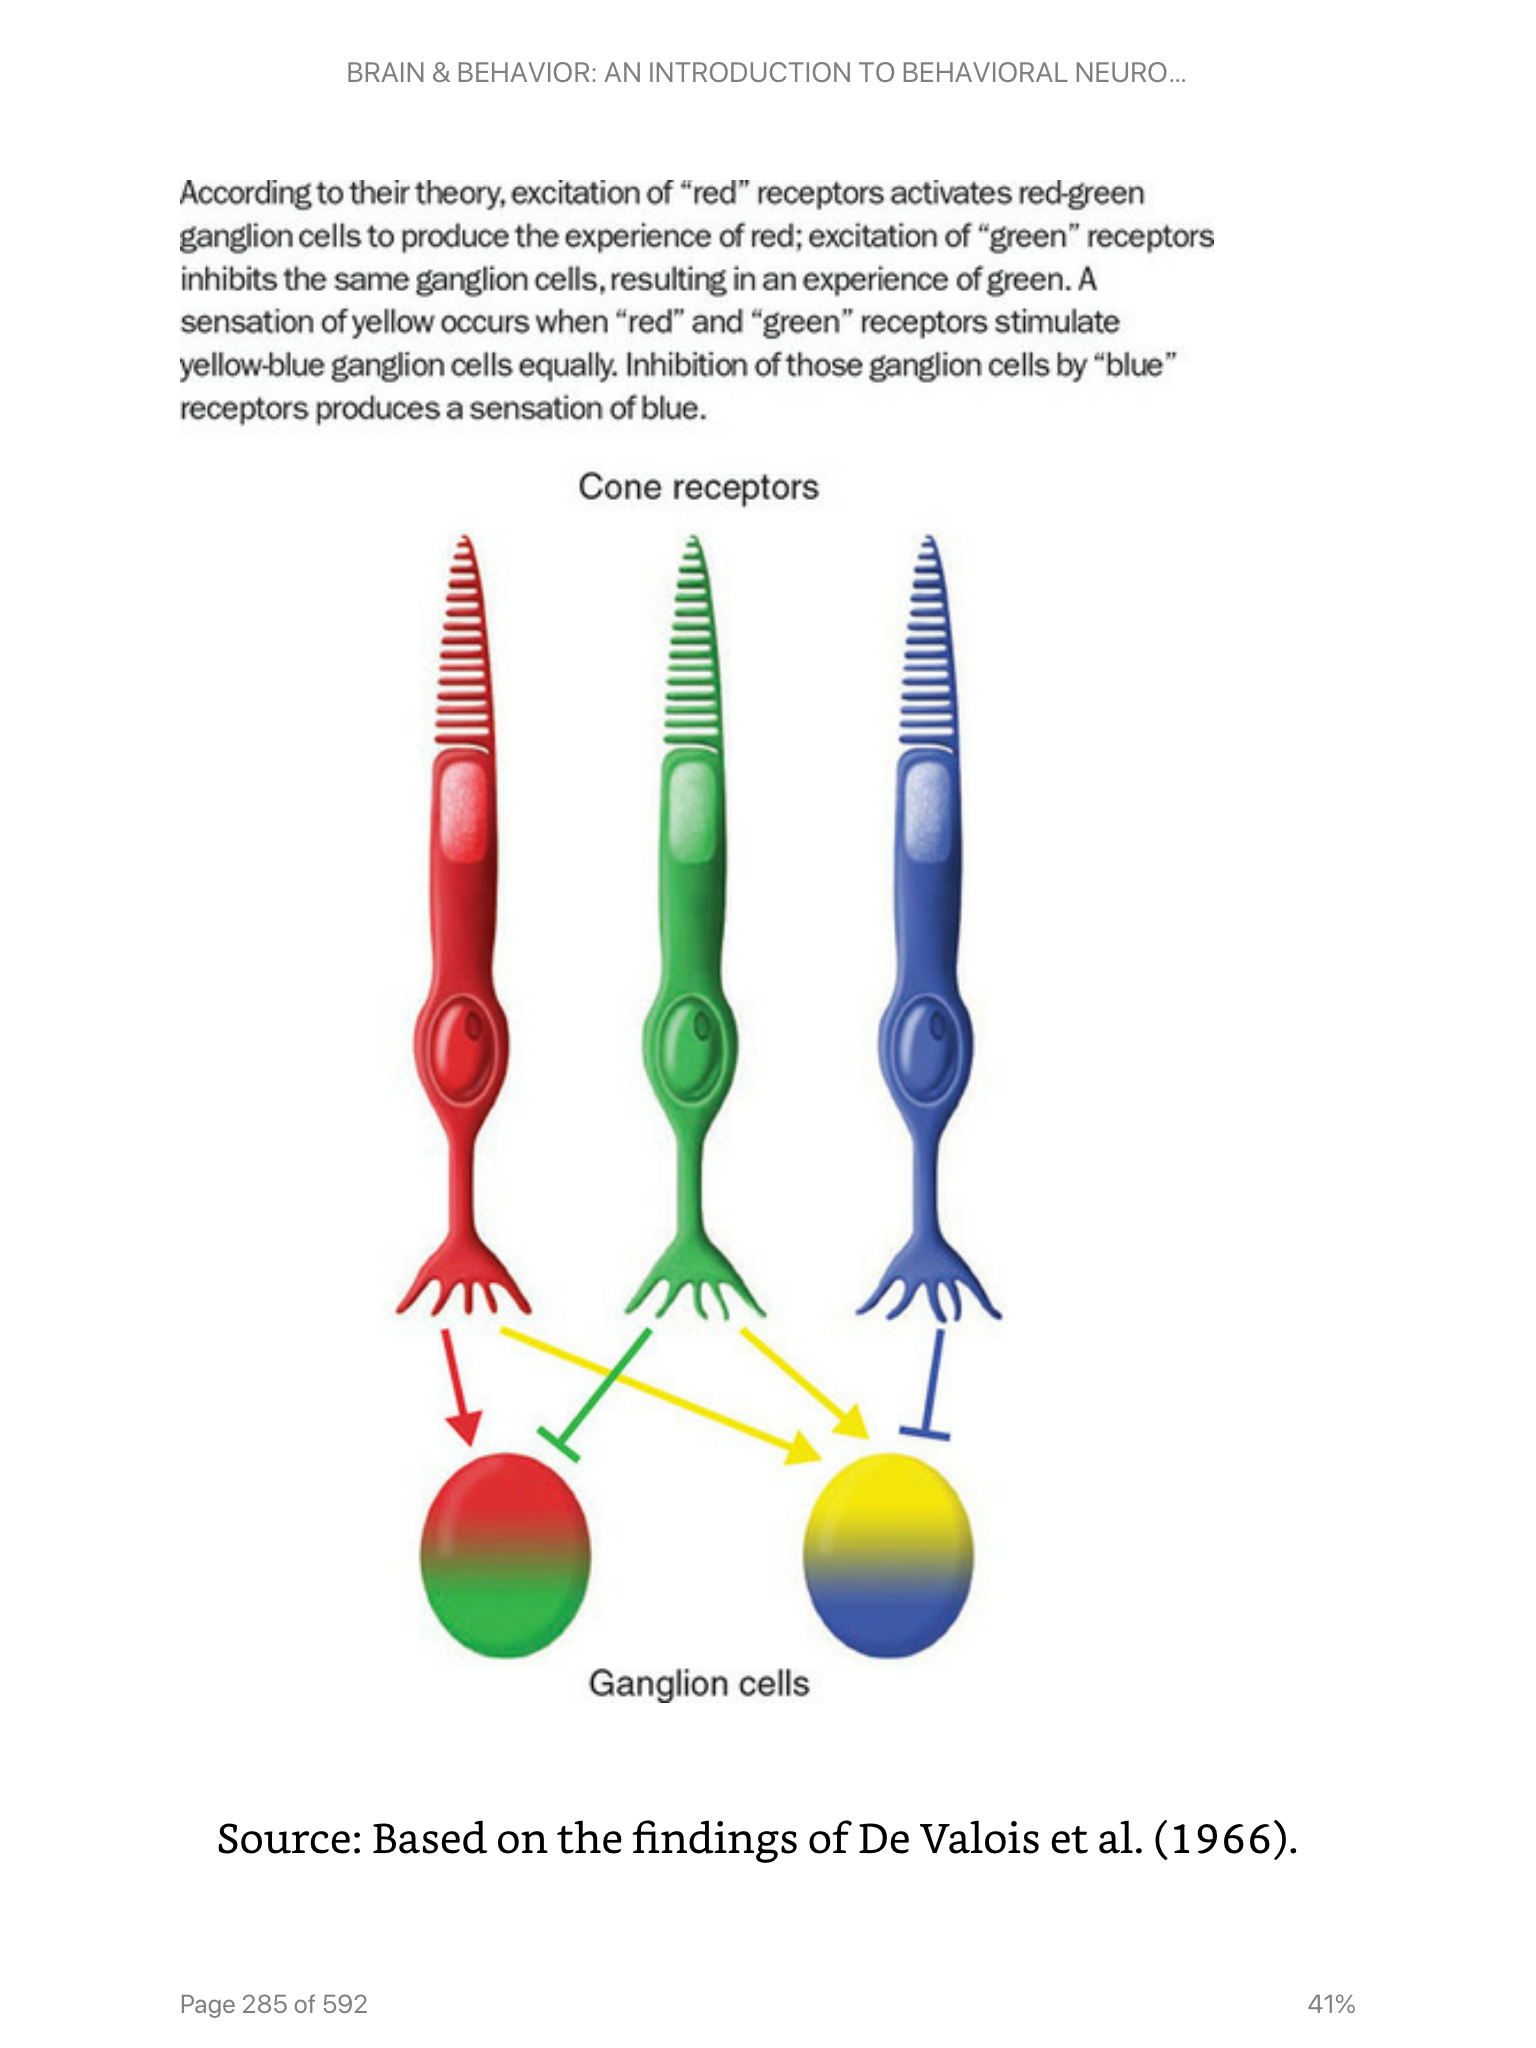 BRAIN & BEHAVIOR: AN INTRODUCTION TO BEHAVIORAL NEURO...
According to their theory, excitation of “red” receptors activates red-green
ganglion cells to produce the experience of red; excitation of “green” receptors
inhibits the same ganglion cells, resulting in an experience of green. A
sensation of yellow occurs when “red” and “green” receptors stimulate
yellow-blue ganglion cells equally. Inhibition of those ganglion cells by “blue”
receptors produces a sensation of blue.
Cone receptors
Ganglion cells
Source: Based on the findings of De Valois et al. (1966).
Page 285 of 592
41%